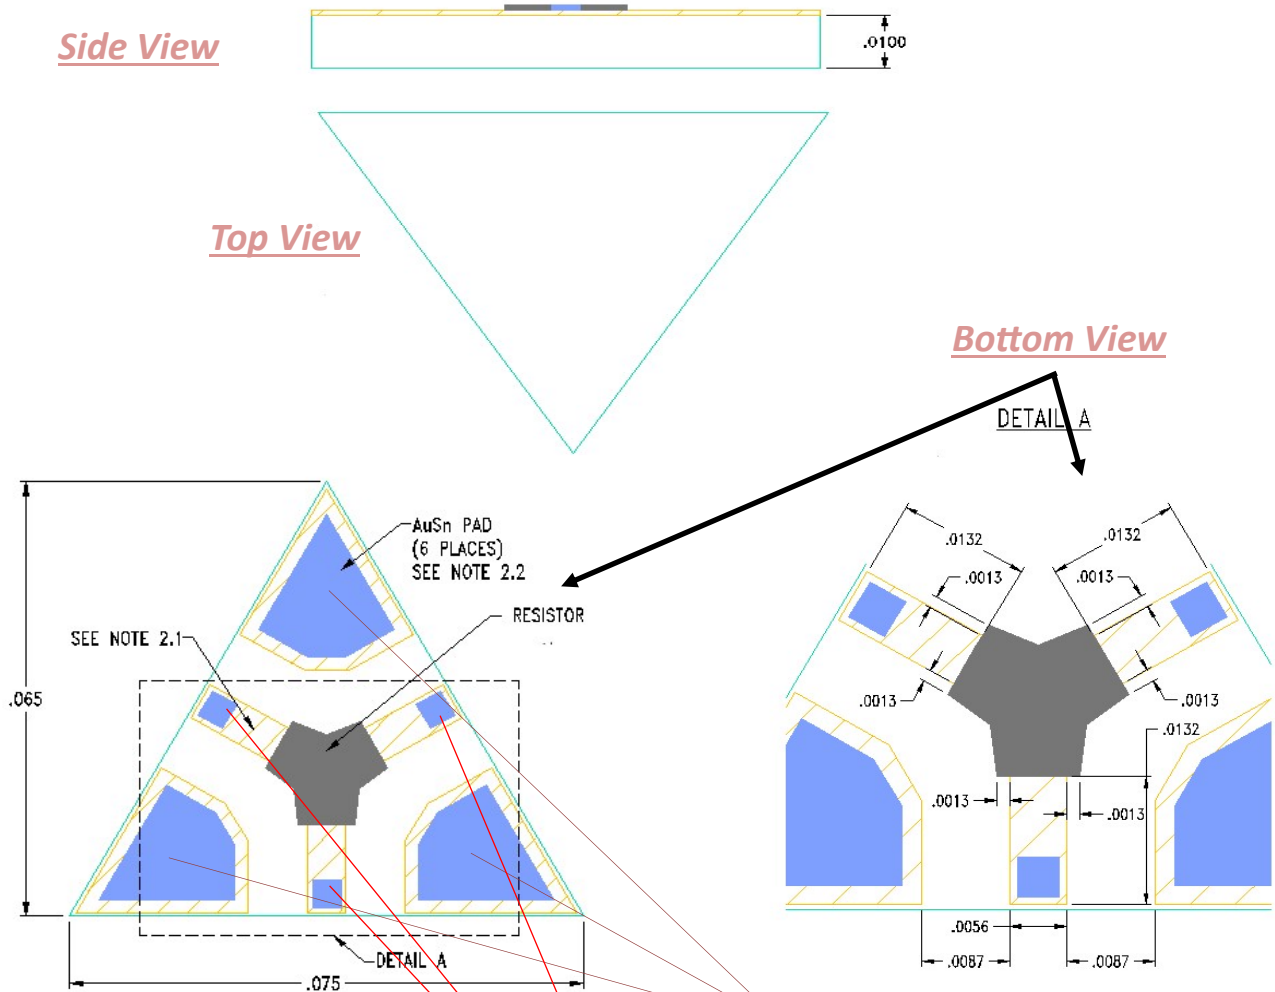 Side View
.0100
Top View
Bottom View
DETAIL A
AuSn PAD
(6 PLACES)
SEE NOTE 2.2
RESISTOR
SEE NOTE 2.1
.065
DETAIL A
.075
.0132
.0132
.0013
.0013
.0013
.0013
.0132
.0013
.0013
.0056
.0087
.0087